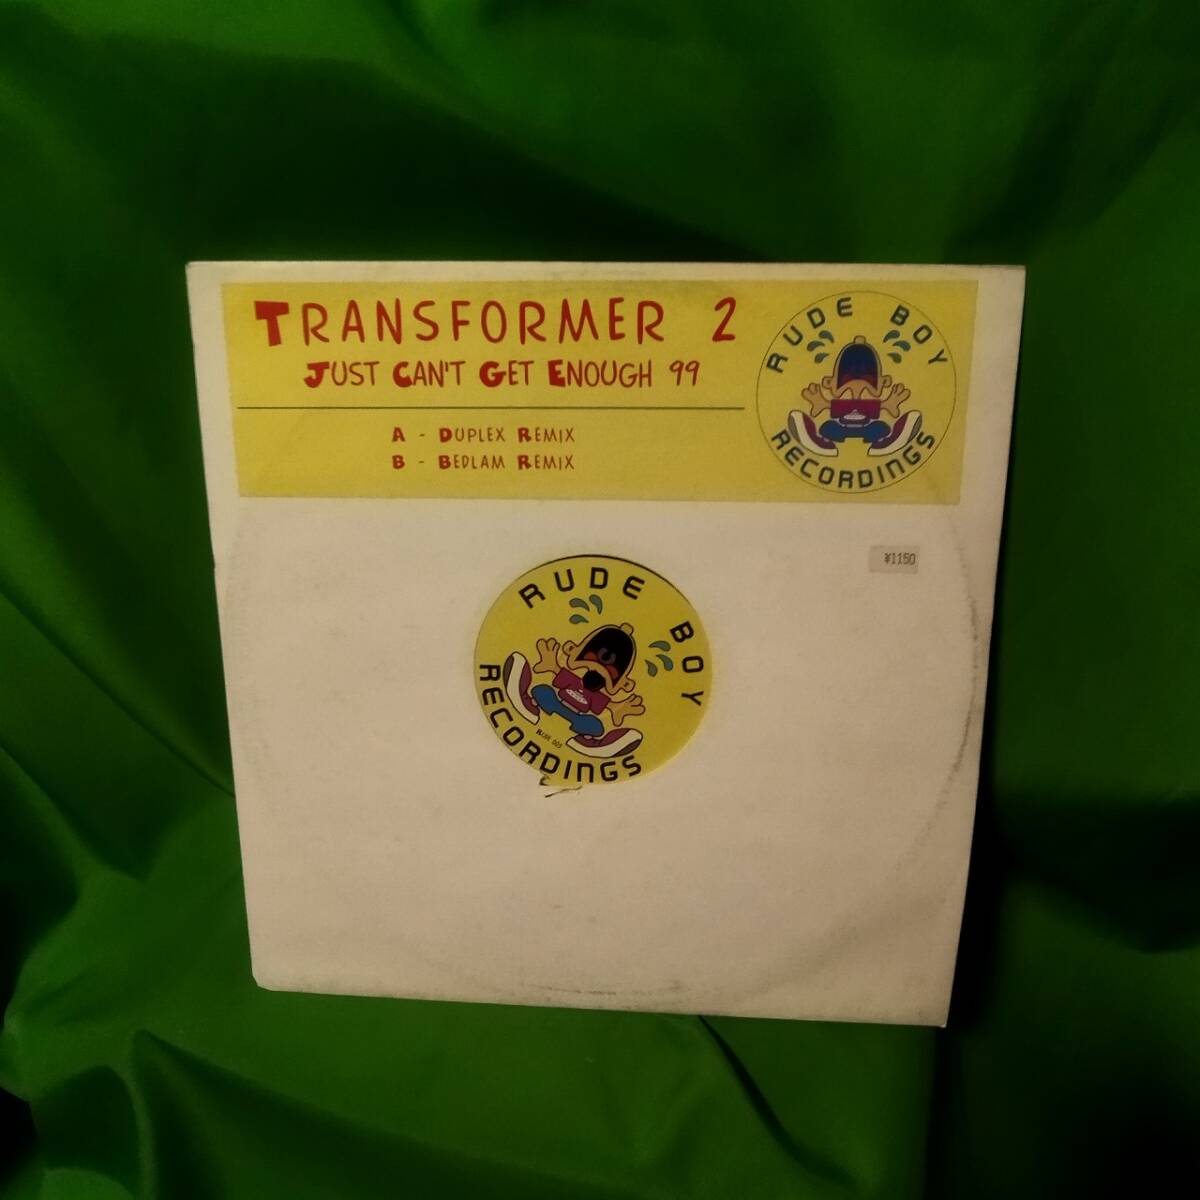 Transformer 2
Just Can't Get Enough 99
A - Duplex Remix
B - Bedlam Remix
RUDE BOY
RECORDINGS
¥1150
RUDE BOY
RECORDINGS